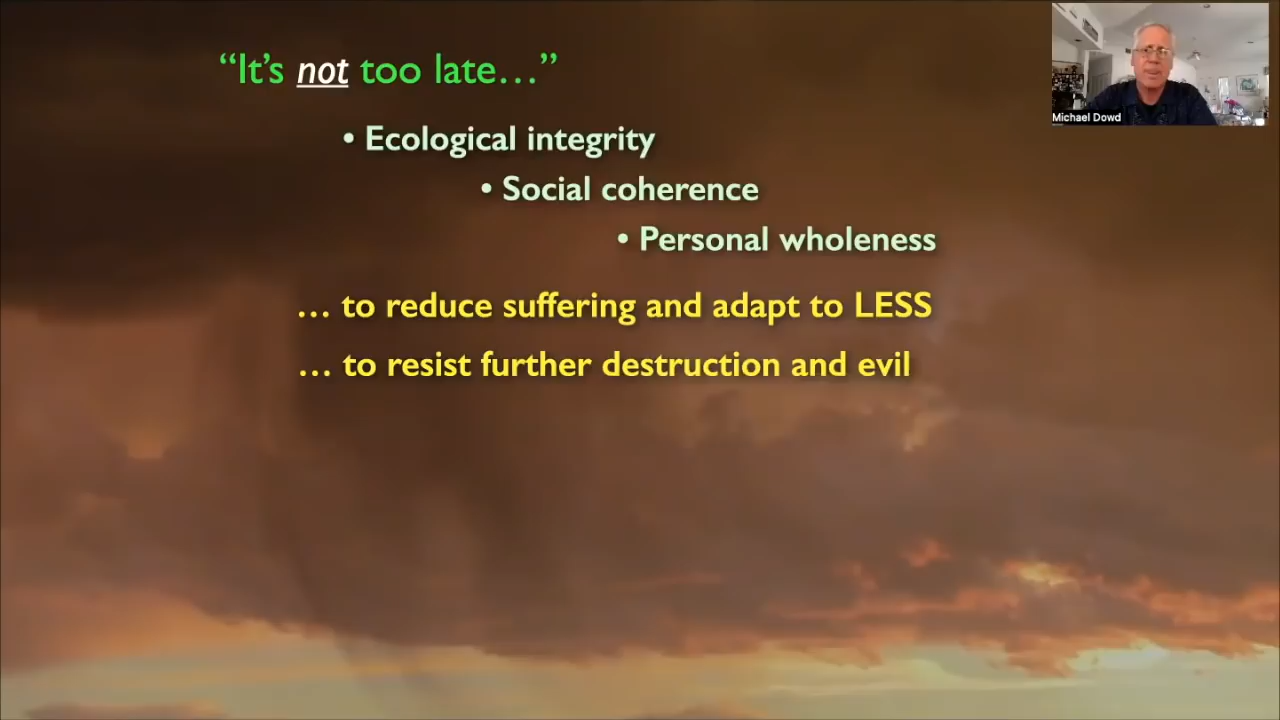 “It’s not too late…”
• Ecological integrity
• Social coherence
• Personal wholeness
… to reduce suffering and adapt to LESS
… to resist further destruction and evil
Michael Dowd